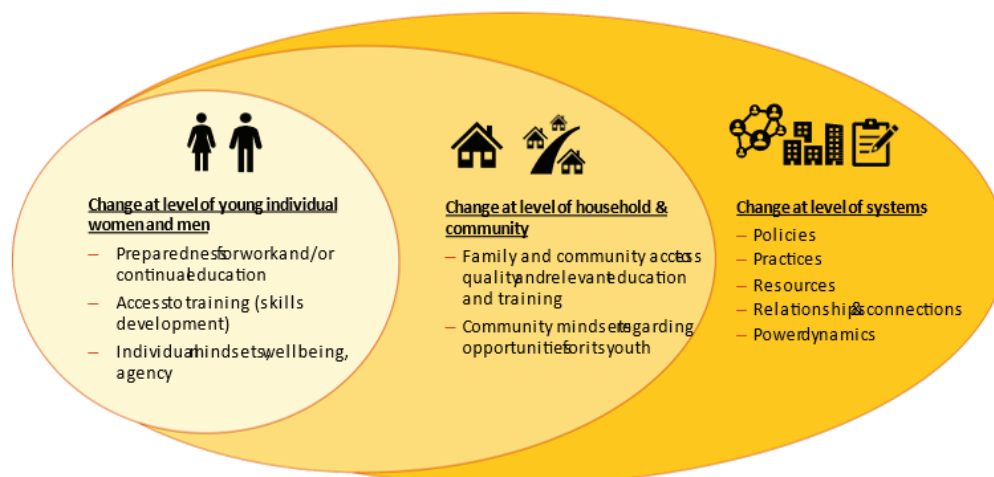 Change at level of young individual
women and men
– Preparedness for work and/or
continual education
– Access to training (skills
development)
– Individual mindsets, wellbeing,
agency
Change at level of household &
community
– Family and community access to
quality and relevant education
and training
– Community mindsets regarding
opportunities for its youth
Change at level of systems
– Policies
– Practices
– Resources
– Relationships & connections
– Power dynamics